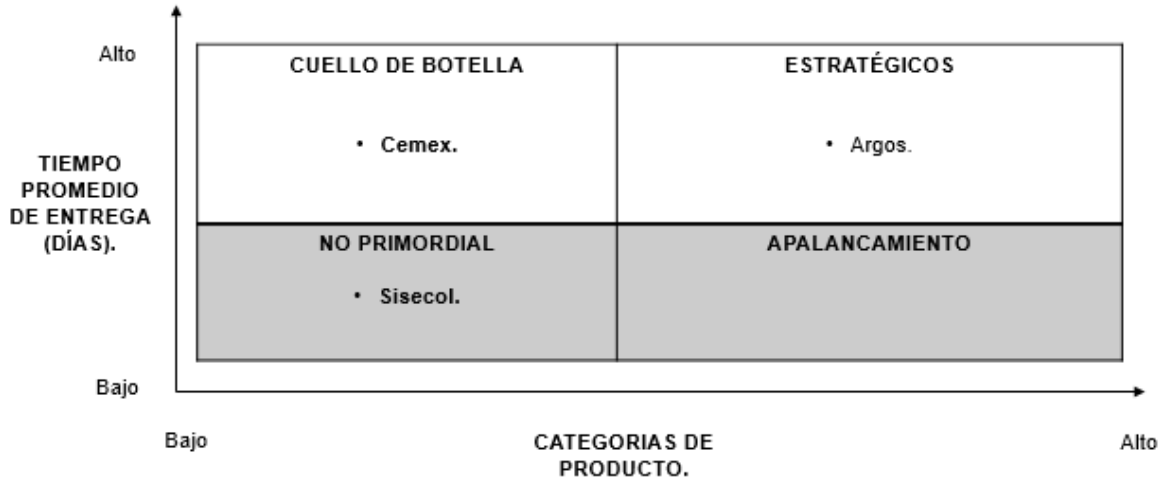 Alto
CUELLO DE BOTELLA
ESTRATÉGICOS
• Cemex.
• Argos.
TIEMPO
PROMEDIO
DE ENTREGA
(DÍAS).
NO PRIMORDIAL
APALANCAMIENTO
• Sisecol.
Bajo
Bajo
CATEGORIAS DE
PRODUCTO.
Alto